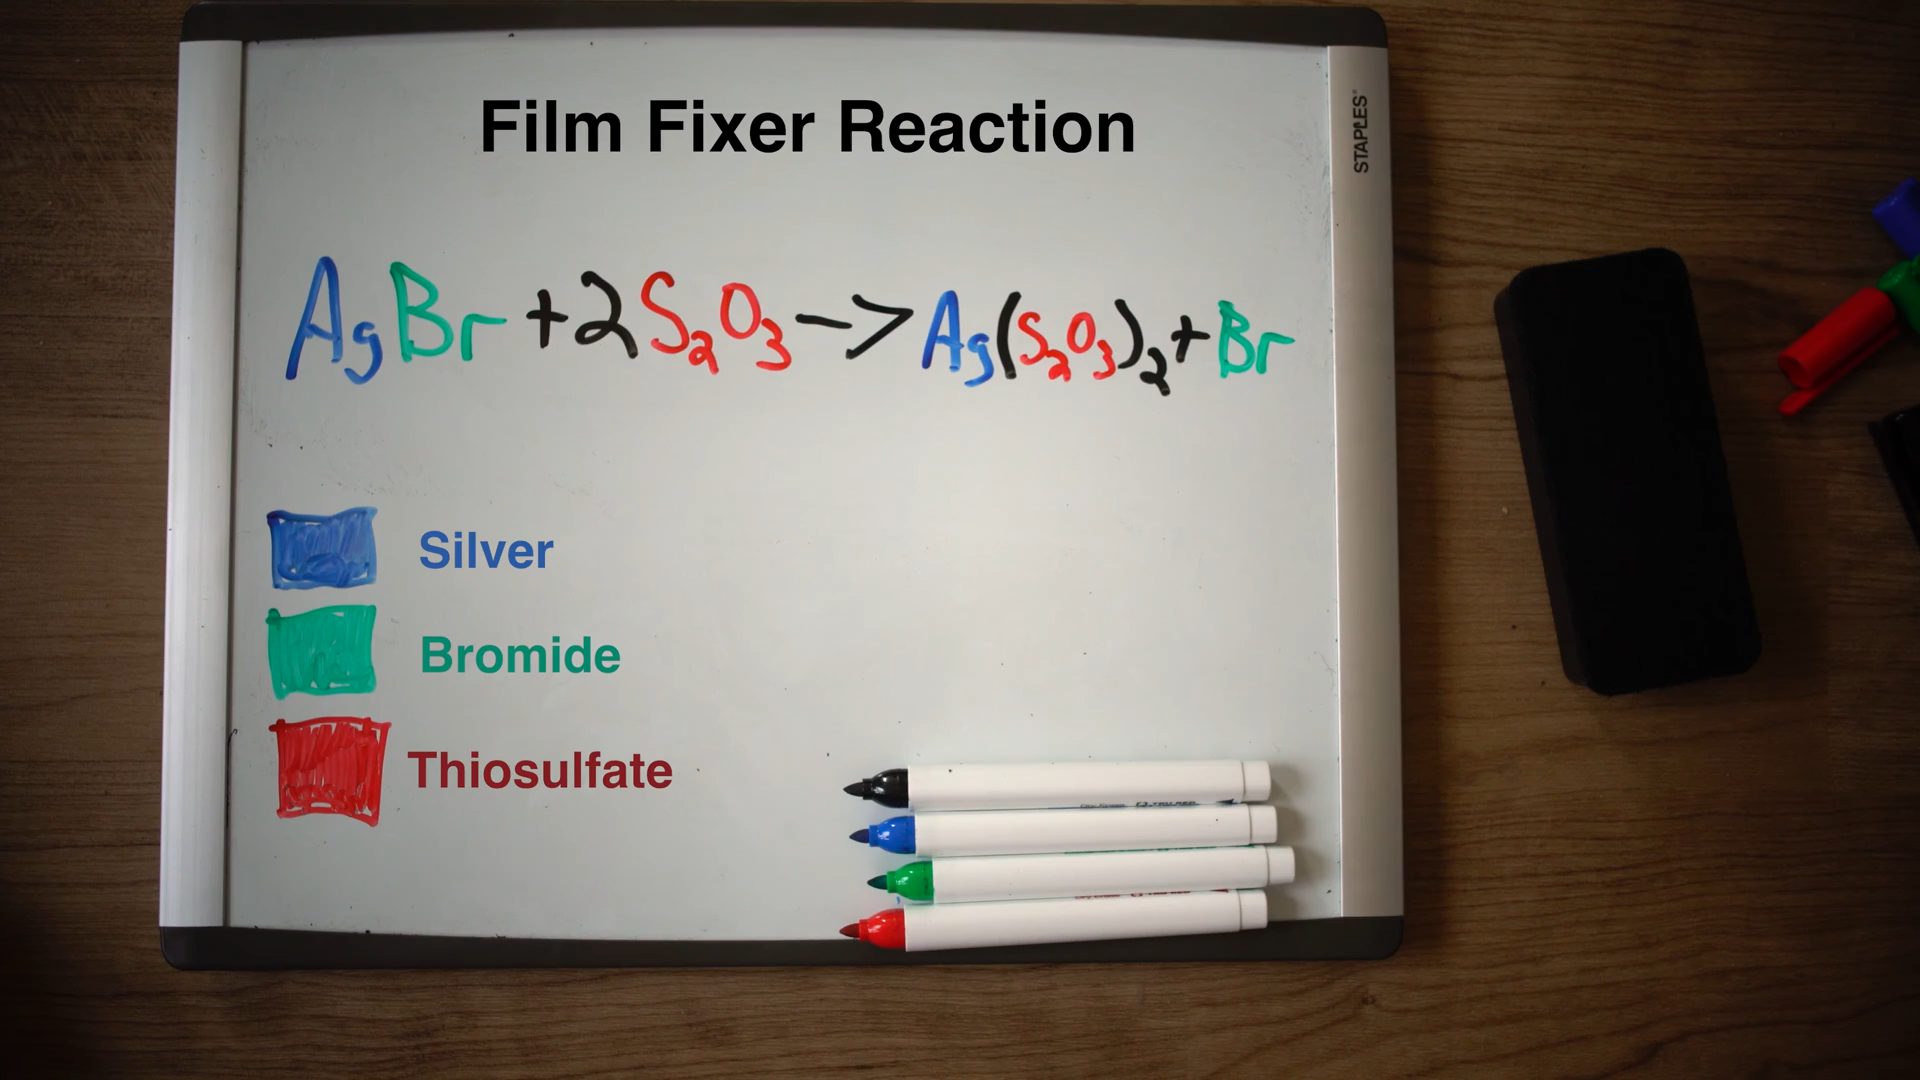 Film Fixer Reaction
STAPLES
AgBr + 2S₂O₃ -> Ag(S₂O₃)₂ + Br
Silver
Bromide
Thiosulfate